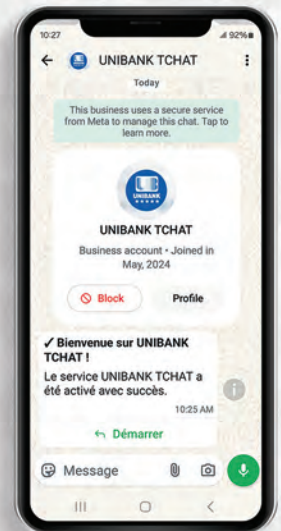 10:27
92%
UNIBANK TCHAT
Today
This business uses a secure service
from Meta to manage this chat. Tap to
learn more.
UNIBANK
UNIBANK TCHAT
Business account • Joined in
May, 2024
Block
Profile
✓ Bienvenue sur UNIBANK
TCHAT !
Le service UNIBANK TCHAT a
été activé avec succès.
10:25 AM
Démarrer
Message